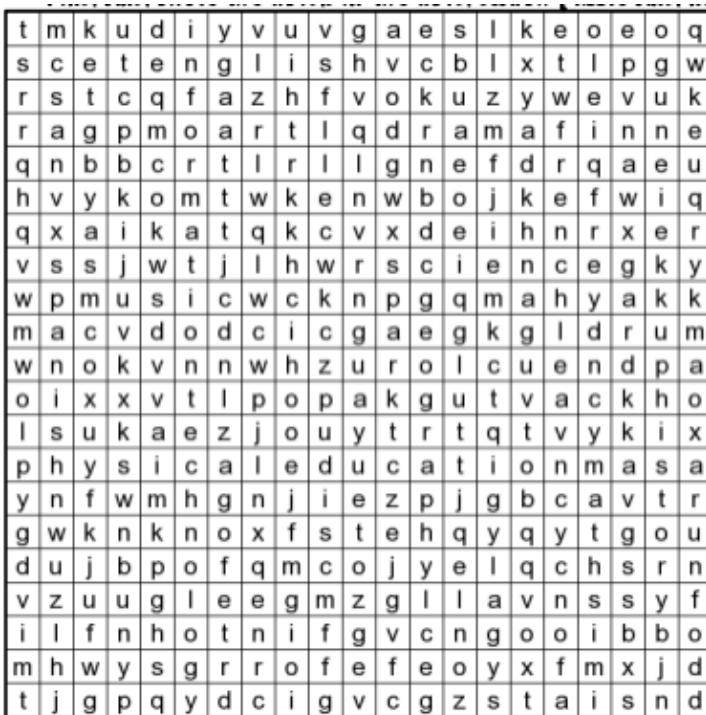 t m k u d i y v u v g a e s l k e o e o q
s c e t e n g l i s h v c b l x t l p g w
r s t c q f a z h f v o k u z y w e v u k
r a g p m o a r t l q d r a m a f i n n e
q n b b c r t l r l l g n e f d r q a e u
h v y k o m t w k e n w b o j k e f w i q
q x a i k a t q k c v x d e i h n r x e r
v s s j w t j l h w r s c i e n c e g k y
w p m u s i c w c k n p g q m a h y a k k
m a c v d o d c i c g a e g k g l d r u m
w n o k v n n w h z u r o l c u e n d p a
o i x x v t l p o p a k g u t v a c k h o
l s u k a e z j o u y t r t q t v y k i x
p h y s i c a l e d u c a t i o n m a s a
y n f w m h g n j i e z p j g b c a v t r
g w k n k n o x f s t e h q y q y t g o u
d u j b p o f q m c o j y e l q c h s r n
v z u u g l e e g m z g l l a v n s s y f
i l f n h o t n i f g v c n g o o i b b o
m h w y s g r r o f e f e o y x f m x j d
t j g p q y d c i g v c g z s t a i s n d